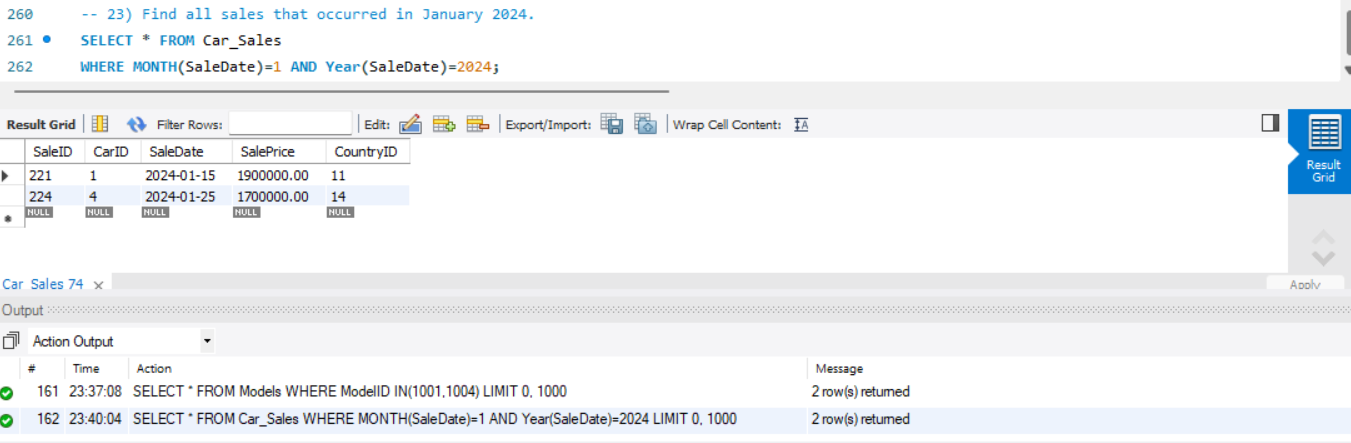 260 -- 23) Find all sales that occurred in January 2024.
261 SELECT * FROM Car_Sales
262 WHERE MONTH(SaleDate)=1 AND Year(SaleDate)=2024;
Result Grid Filter Rows: Edit: Export/Import: Wrap Cell Content:
SaleID CarID SaleDate SalePrice CountryID
221 1 2024-01-15 1900000.00 11
224 4 2024-01-25 1700000.00 14
NULL NULL NULL NULL NULL
Result
Grid
Car_Sales 74
Apply
Output
Action Output
# Time Action Message
161 23:37:08 SELECT * FROM Models WHERE ModelID IN(1001,1004) LIMIT 0, 1000 2 row(s) returned
162 23:40:04 SELECT * FROM Car_Sales WHERE MONTH(SaleDate)=1 AND Year(SaleDate)=2024 LIMIT 0, 1000 2 row(s) returned